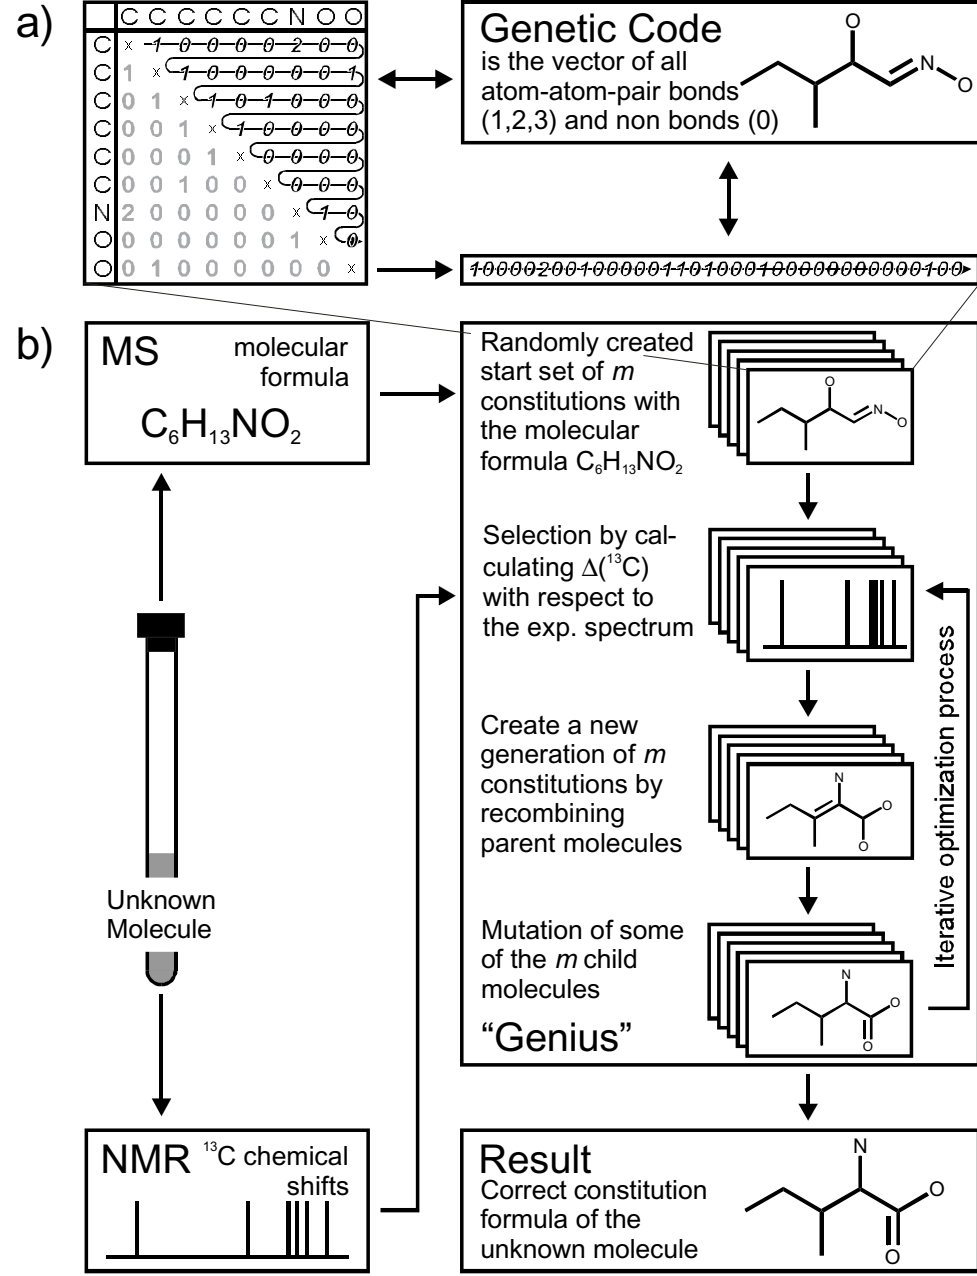 a)
C C C C C C N O O
C × 1 0 0 0 0 2 0 0
C 1 × 1 0 0 0 0 0 1
C 0 1 × 1 0 1 0 0 0
C 0 0 1 × 1 0 0 0 0
C 0 0 0 1 × 0 0 0 0
C 0 0 1 0 0 × 0 0 0
N 2 0 0 0 0 0 × 1 0
O 0 0 0 0 0 0 1 × 0
O 0 1 0 0 0 0 0 0 ×
Genetic Code
is the vector of all
atom-atom-pair bonds
(1,2,3) and non bonds (0)
O
N
O
100002001000001101000100000000000100
b)
MS
molecular
formula
C₆H₁₃NO₂
Randomly created
start set of m
constitutions with
the molecular
formula C₆H₁₃NO₂
O
N
O
Selection by cal-
culating Δ(¹³C)
with respect to
the exp. spectrum
Create a new
generation of m
constitutions by
recombining
parent molecules
N
O
O
Mutation of some
of the m child
molecules
N
O
O
“Genius”
Iterative optimization process
Unknown
Molecule
NMR
¹³C chemical
shifts
Result
Correct constitution
formula of the
unknown molecule
N
O
O